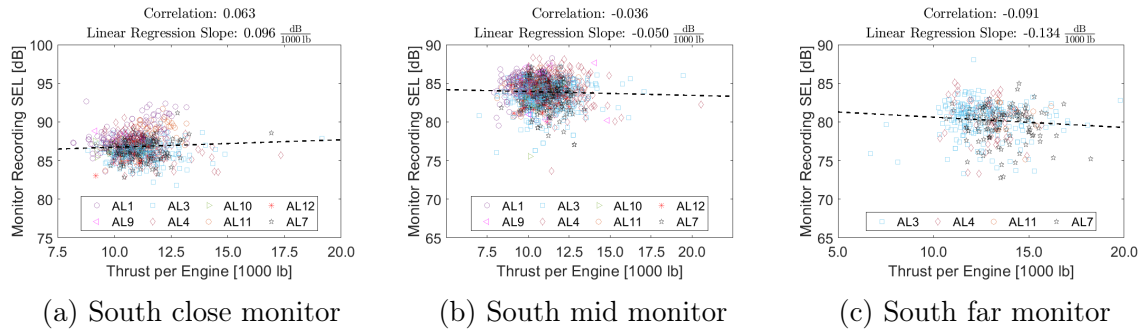 Correlation: 0.063
Linear Regression Slope: 0.096 dB/1000 lb
100
95
90
85
80
75
Monitor Recording SEL [dB]
AL1 AL3 AL10 AL12
AL9 AL4 AL11 AL7
7.5 10.0 12.5 15.0 17.5 20.0
Thrust per Engine [1000 lb]
(a) South close monitor
Correlation: -0.036
Linear Regression Slope: -0.050 dB/1000 lb
90
85
80
75
70
65
Monitor Recording SEL [dB]
AL1 AL3 AL10 AL12
AL9 AL4 AL11 AL7
5.0 7.5 10.0 12.5 15.0 17.5 20.0
Thrust per Engine [1000 lb]
(b) South mid monitor
Correlation: -0.091
Linear Regression Slope: -0.134 dB/1000 lb
90
85
80
75
70
65
Monitor Recording SEL [dB]
AL3 AL4 AL11 AL7
5.0 10.0 15.0 20.0
Thrust per Engine [1000 lb]
(c) South far monitor